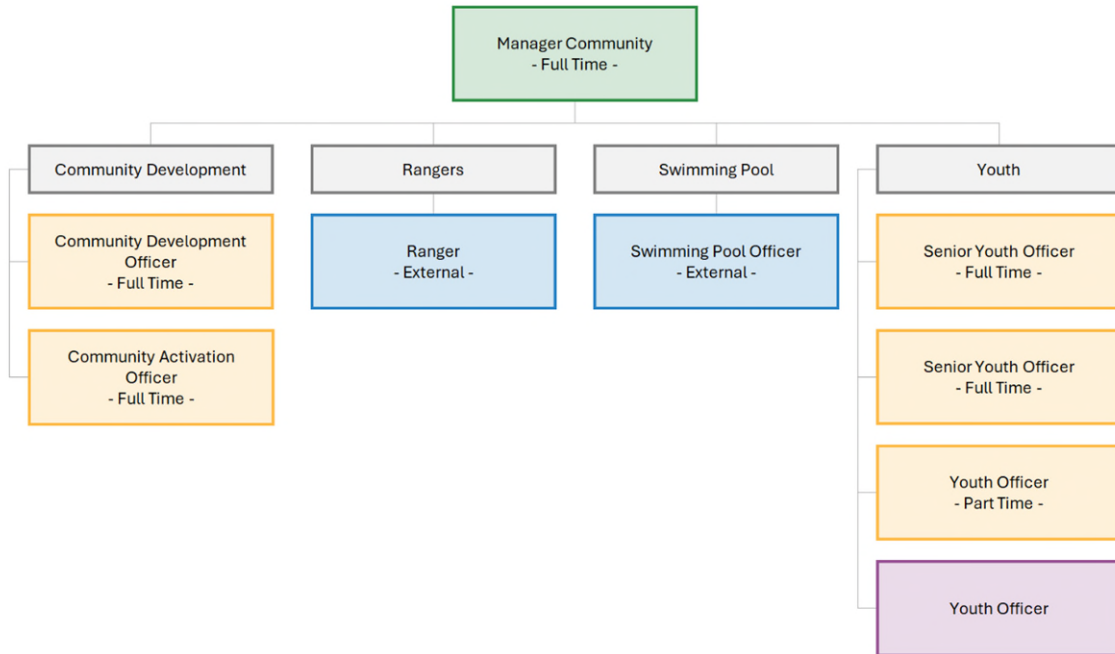 Manager Community
- Full Time -
Community Development
Rangers
Swimming Pool
Youth
Community Development
Officer
- Full Time -
Ranger
- External -
Swimming Pool Officer
- External -
Senior Youth Officer
- Full Time -
Community Activation
Officer
- Full Time -
Senior Youth Officer
- Full Time -
Youth Officer
- Part Time -
Youth Officer